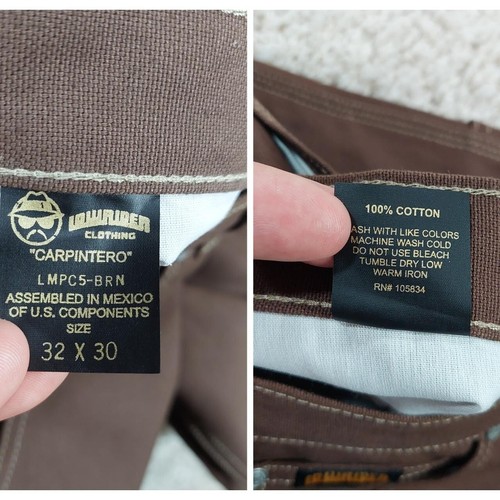 LOWRIDER
CLOTHING
"CARPINTERO"
LMPC5-BRN
ASSEMBLED IN MEXICO
OF U.S. COMPONENTS
SIZE
32 X 30
100% COTTON
ASH WITH LIKE COLORS
MACHINE WASH COLD
DO NOT USE BLEACH
TUMBLE DRY LOW
WARM IRON
RN# 105834
LOWRIDER